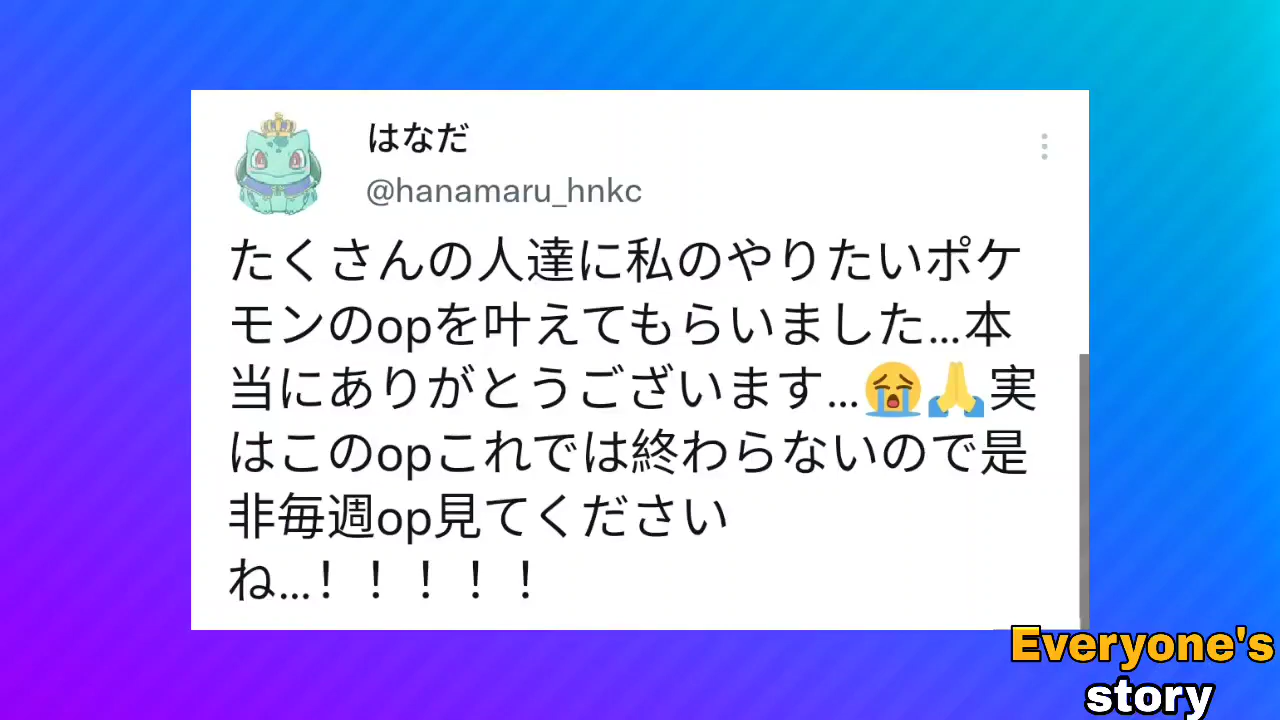 はなだ
@hanamaru_hnkc
たくさんの人達に私のやりたいポケ
モンのopを叶えてもらいました...本
当にありがとうございます...😭🙏実
はこのopこれでは終わらないので是
非毎週op見てください
ね...！！！！！
Everyone's
story